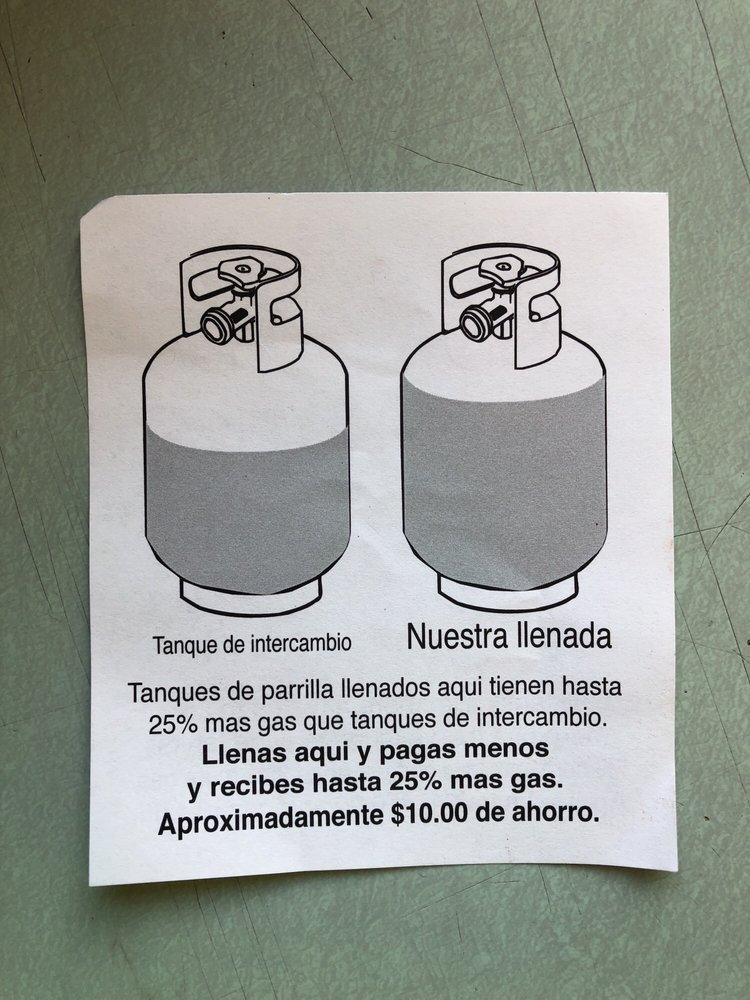 Tanque de intercambio
Nuestra llenada
Tanques de parrilla llenados aqui tienen hasta
25% mas gas que tanques de intercambio.
Llenas aqui y pagas menos
y recibes hasta 25% mas gas.
Aproximadamente $10.00 de ahorro.